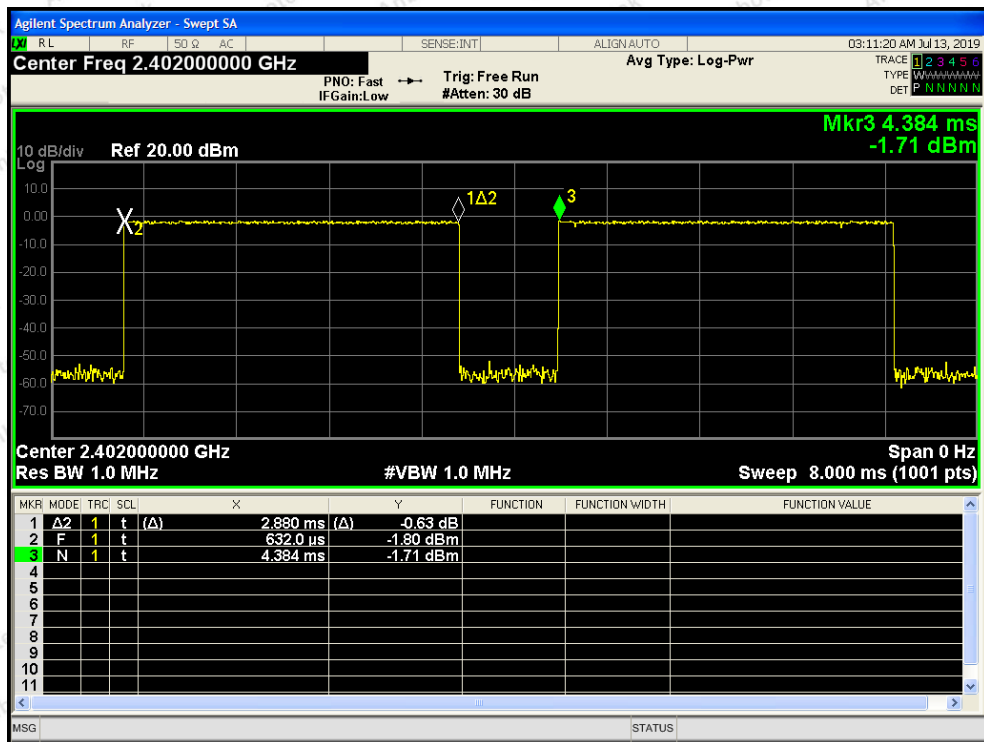 Agilent Spectrum Analyzer - Swept SA
LXI RL RF 50 Ω AC SENSE:INT ALIGN AUTO 03:11:20 AM Jul 13, 2019
Center Freq 2.402000000 GHz
PNO: Fast
IFGain:Low
Trig: Free Run
#Atten: 30 dB
Avg Type: Log-Pwr
TRACE 1 2 3 4 5 6
TYPE
DET P N N N N N
Mkr3 4.384 ms
-1.71 dBm
10 dB/div Ref 20.00 dBm
Log
10.0
0.00
-10.0
-20.0
-30.0
-40.0
-50.0
-60.0
-70.0
X2
1Δ2
3
Center 2.402000000 GHz Span 0 Hz
Res BW 1.0 MHz #VBW 1.0 MHz Sweep 8.000 ms (1001 pts)
MKR MODE TRC SCL X Y FUNCTION FUNCTION WIDTH FUNCTION VALUE
1 Δ2 1 t (Δ) 2.880 ms (Δ) -0.63 dB
2 F 1 t 632.0 µs -1.80 dBm
3 N 1 t 4.384 ms -1.71 dBm
4
5
6
7
8
9
10
11
MSG STATUS